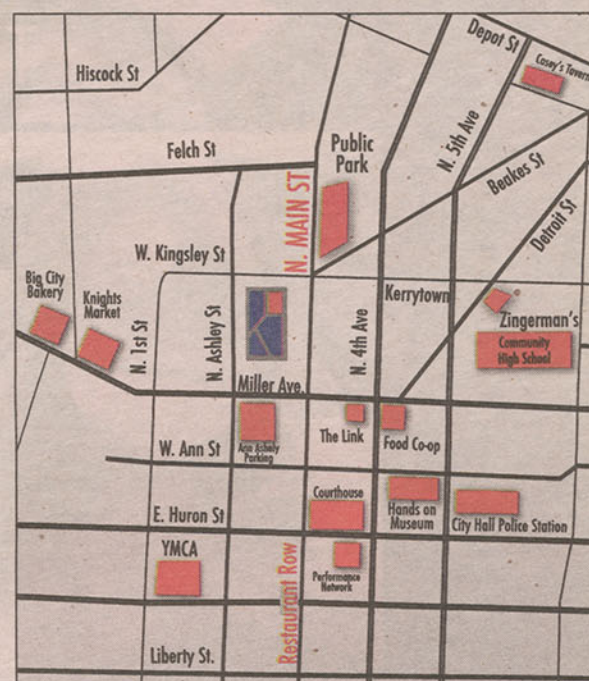 Depot St
Casey's Tavern
Hiscock St
N. 5th Ave
Felch St
Public
Park
Beakes St
N. MAIN ST
Detroit St
W. Kingsley St
Big City
Bakery
Knights
Market
Kerrytown
N. 1st St
N. Ashley St
N. 4th Ave
Zingerman's
Community
High School
Miller Ave.
W. Ann St
Ann Ashely
Parking
The Link
Food Co-op
Courthouse
E. Huron St
Hands on
Museum
City Hall Police Station
YMCA
Performance
Network
Restaurant Row
Liberty St.